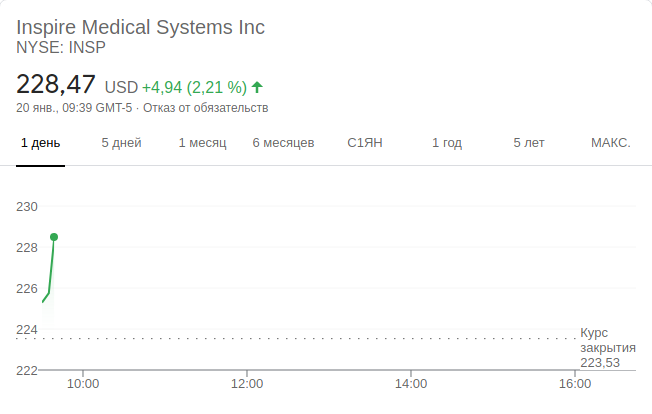 Inspire Medical Systems Inc
NYSE: INSP
228,47 USD +4,94 (2,21 %)
20 янв., 09:39 GMT-5 · Отказ от обязательств
1 день 5 дней 1 месяц 6 месяцев С1ЯН 1 год 5 лет МАКС.
230
228
226
224
222
Курс
закрытия
223,53
10:00 12:00 14:00 16:00